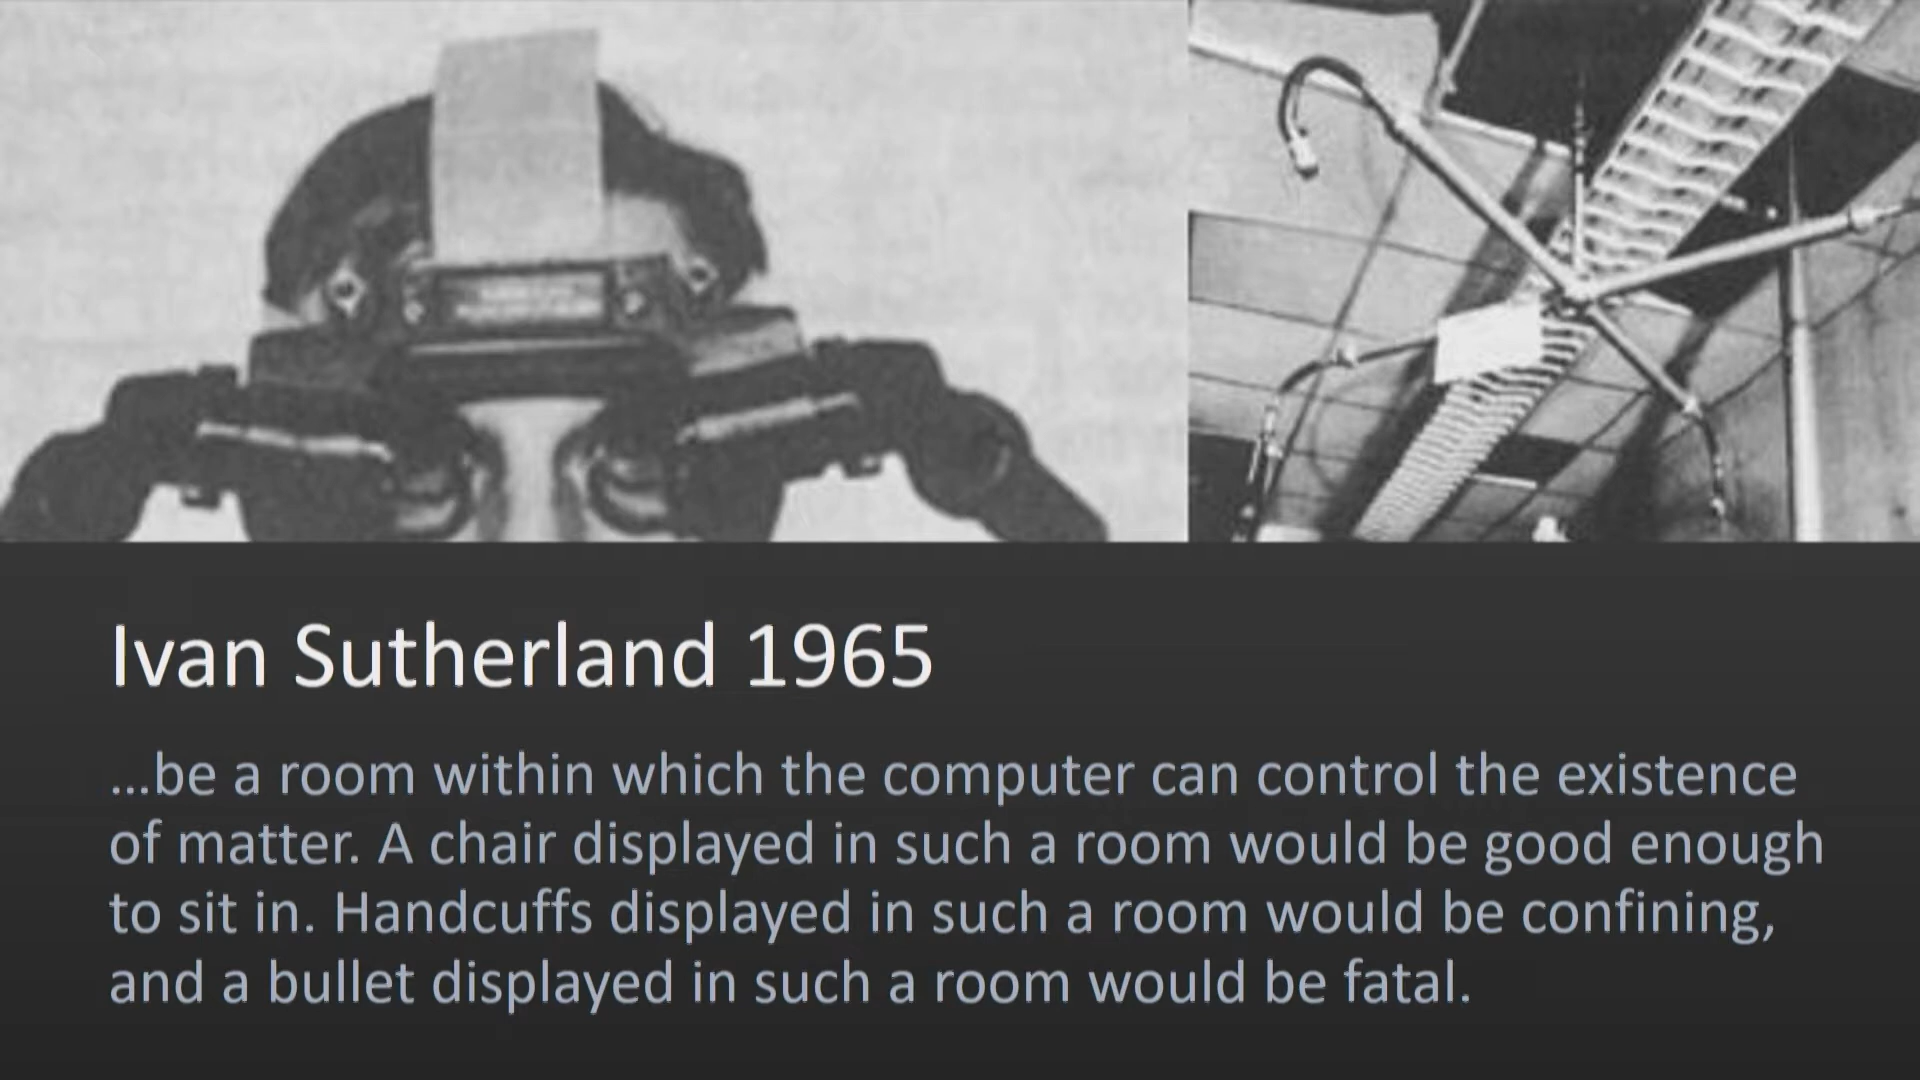 Ivan Sutherland 1965
...be a room within which the computer can control the existence
of matter. A chair displayed in such a room would be good enough
to sit in. Handcuffs displayed in such a room would be confining,
and a bullet displayed in such a room would be fatal.